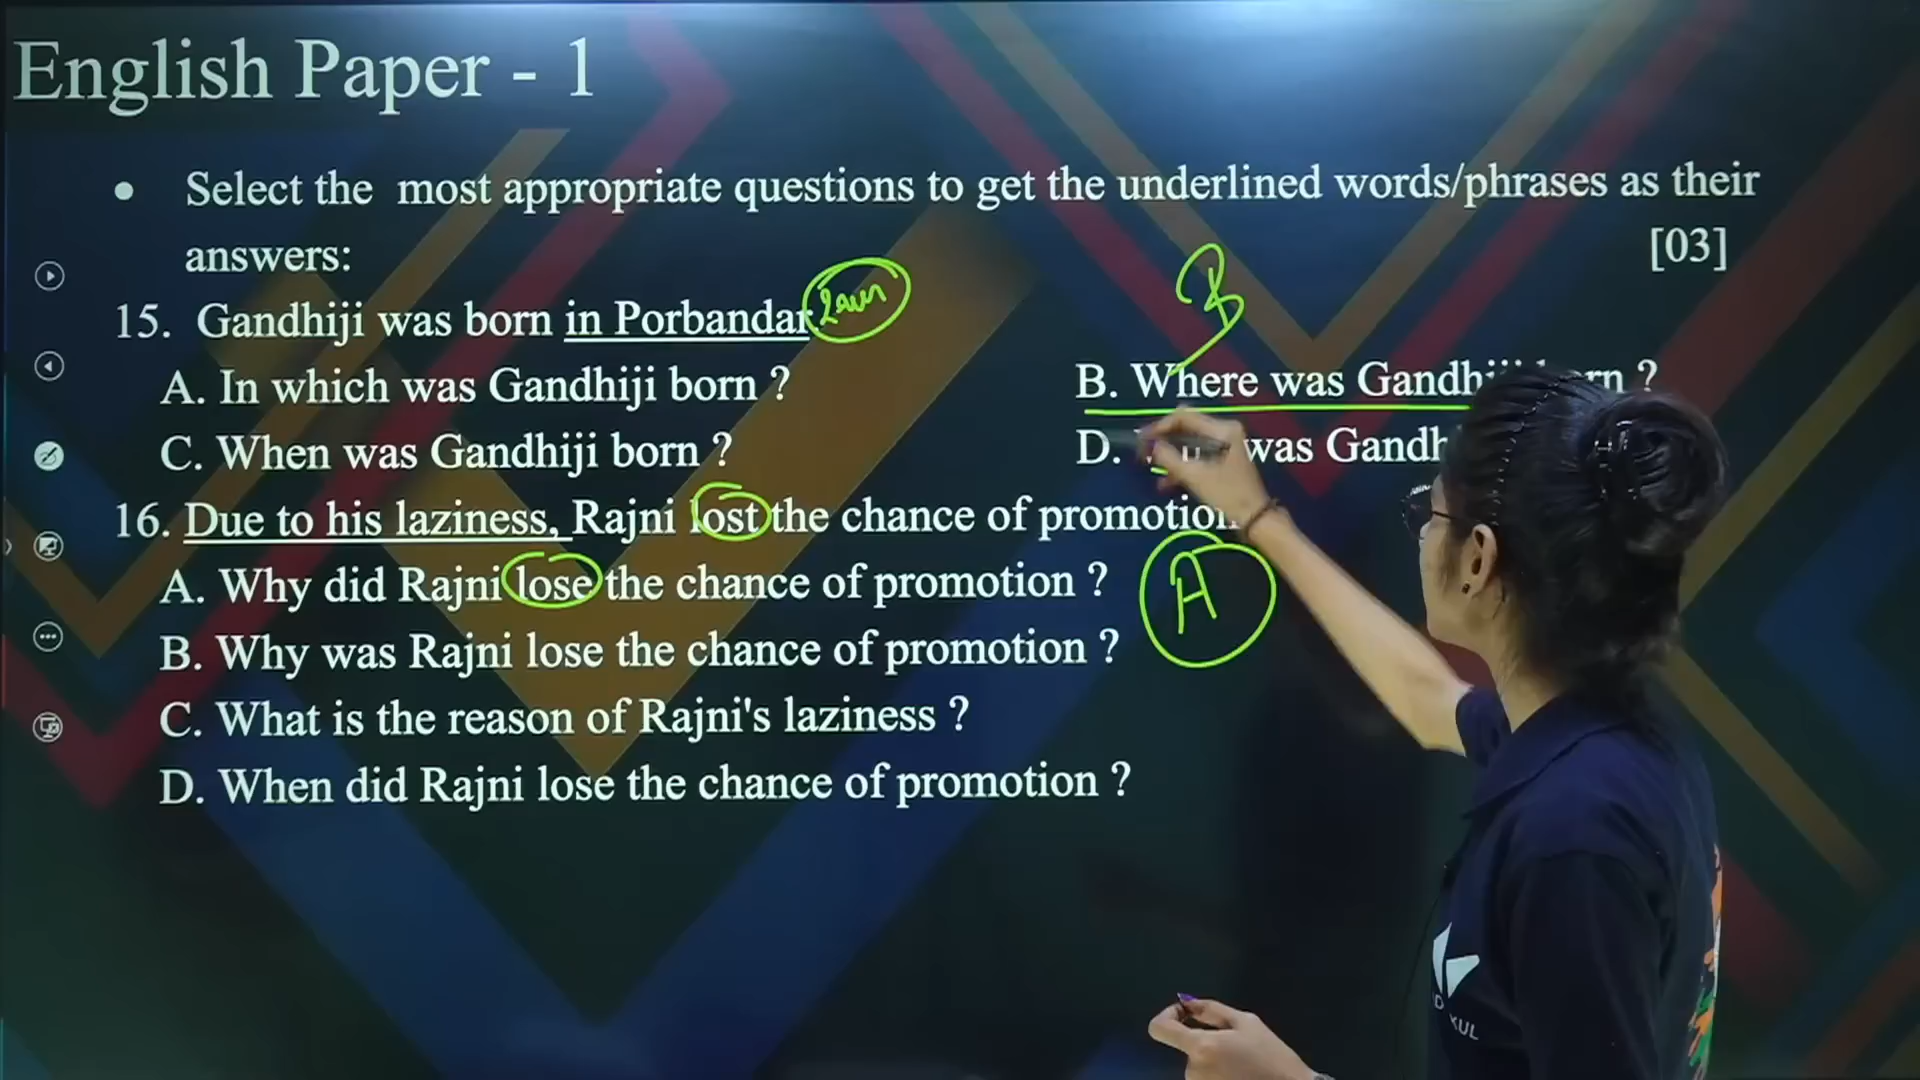 English Paper - 1
• Select the most appropriate questions to get the underlined words/phrases as their
answers: [03]
15. Gandhiji was born in Porbandar.
A. In which was Gandhiji born ? B. Where was Gandhiji born ?
C. When was Gandhiji born ? D. was Gandh
B
16. Due to his laziness, Rajni lost the chance of promotion
A. Why did Rajni lose the chance of promotion ? A
B. Why was Rajni lose the chance of promotion ?
C. What is the reason of Rajni's laziness ?
D. When did Rajni lose the chance of promotion ?
KUL